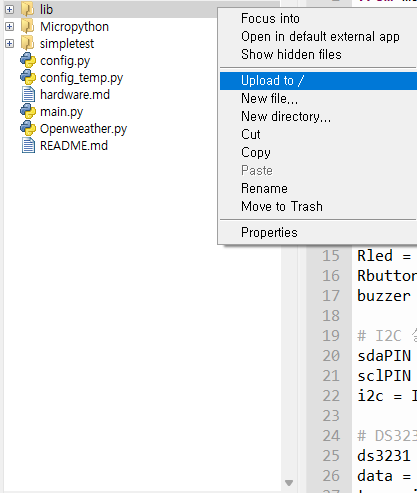 lib
Micropython
simpletest
config.py
config_temp.py
hardware.md
main.py
Openweather.py
README.md
Focus into
Open in default external app
Show hidden files
Upload to /
New file...
New directory...
Cut
Copy
Paste
Rename
Move to Trash
Properties
15 Rled =
16 Rbutton
17 buzzer
18
19 # I2C
20 sdaPIN
21 sclPIN
22 i2c = I
23
24 # DS323
25 ds3231
26 data =